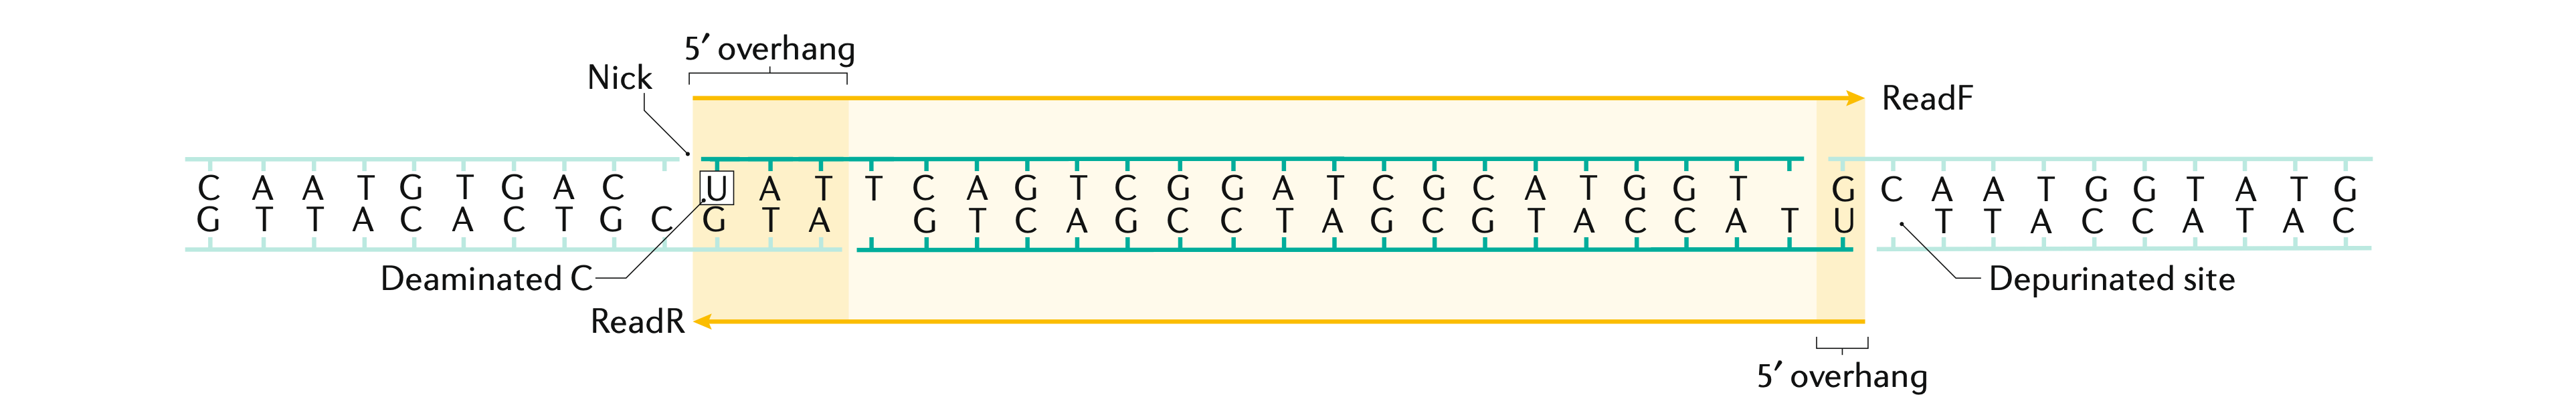 5′ overhang
Nick
ReadF
C A A T G T G A C U A T T C A G T C G G A T C G C A T G G T G C A A T G G T A T G
G T T A C A C T G C G T A G T C A G C C T A G C G T A C C A T U T T A C C A T A C
Deaminated C
Depurinated site
ReadR
5′ overhang